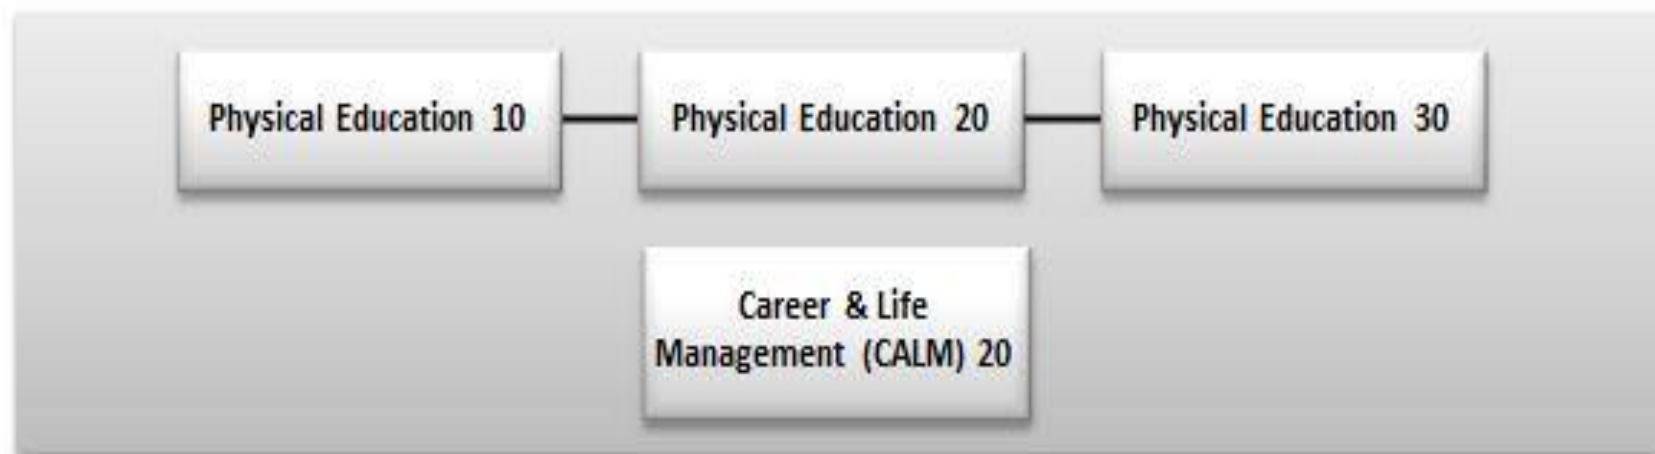 Physical Education 10
Physical Education 20
Physical Education 30
Career & Life
Management (CALM) 20